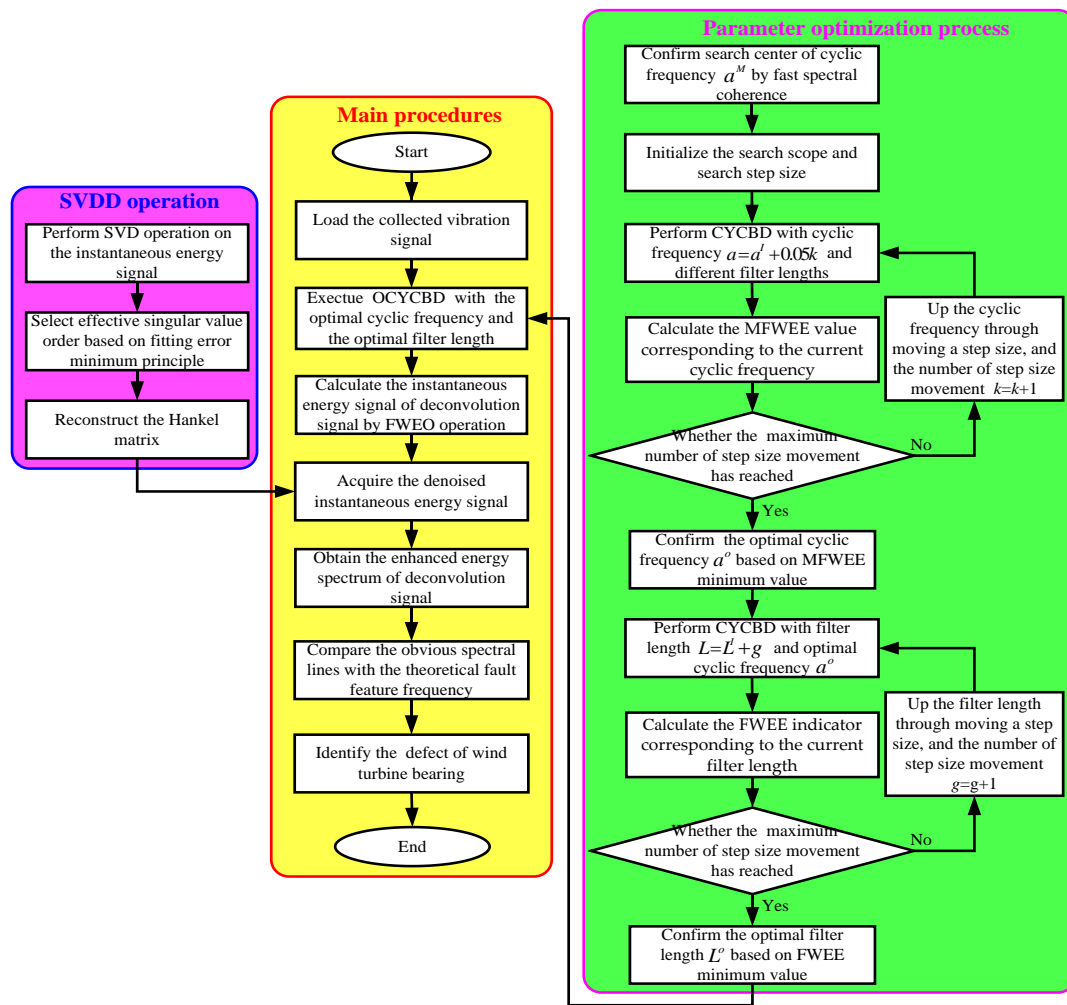 SVDD operation
Perform SVD operation on
the instantaneous energy
signal
Select effective singular value
order based on fitting error
minimum principle
Reconstruct the Hankel
matrix
Main procedures
Start
Load the collected vibration
signal
Exectue OCYCBD with the
optimal cyclic frequency and
the optimal filter length
Calculate the instantaneous
energy signal of deconvolution
signal by FWEO operation
Acquire the denoised
instantaneous energy signal
Obtain the enhanced energy
spectrum of deconvolution
signal
Compare the obvious spectral
lines with the theoretical fault
feature frequency
Identify the defect of wind
turbine bearing
End
Parameter optimization process
Confirm search center of cyclic
frequency a^M by fast spectral
coherence
Initialize the search scope and
search step size
Perform CYCBD with cyclic
frequency a=a^I+0.05k and
different filter lengths
Calculate the MFWEE value
corresponding to the current
cyclic frequency
Whether the maximum
number of step size movement
has reached
No
Up the cyclic
frequency through
moving a step size, and
the number of step size
movement k=k+1
Yes
Confirm the optimal cyclic
frequency a^o based on MFWEE
minimum value
Perform CYCBD with filter
length L=L^I+g and optimal
cyclic frequency a^o
Calculate the FWEE indicator
corresponding to the current
filter length
Whether the maximum
number of step size movement
has reached
No
Up the filter length
through moving a step
size, and the number of
step size movement
g=g+1
Yes
Confirm the optimal filter
length L^o based on FWEE
minimum value